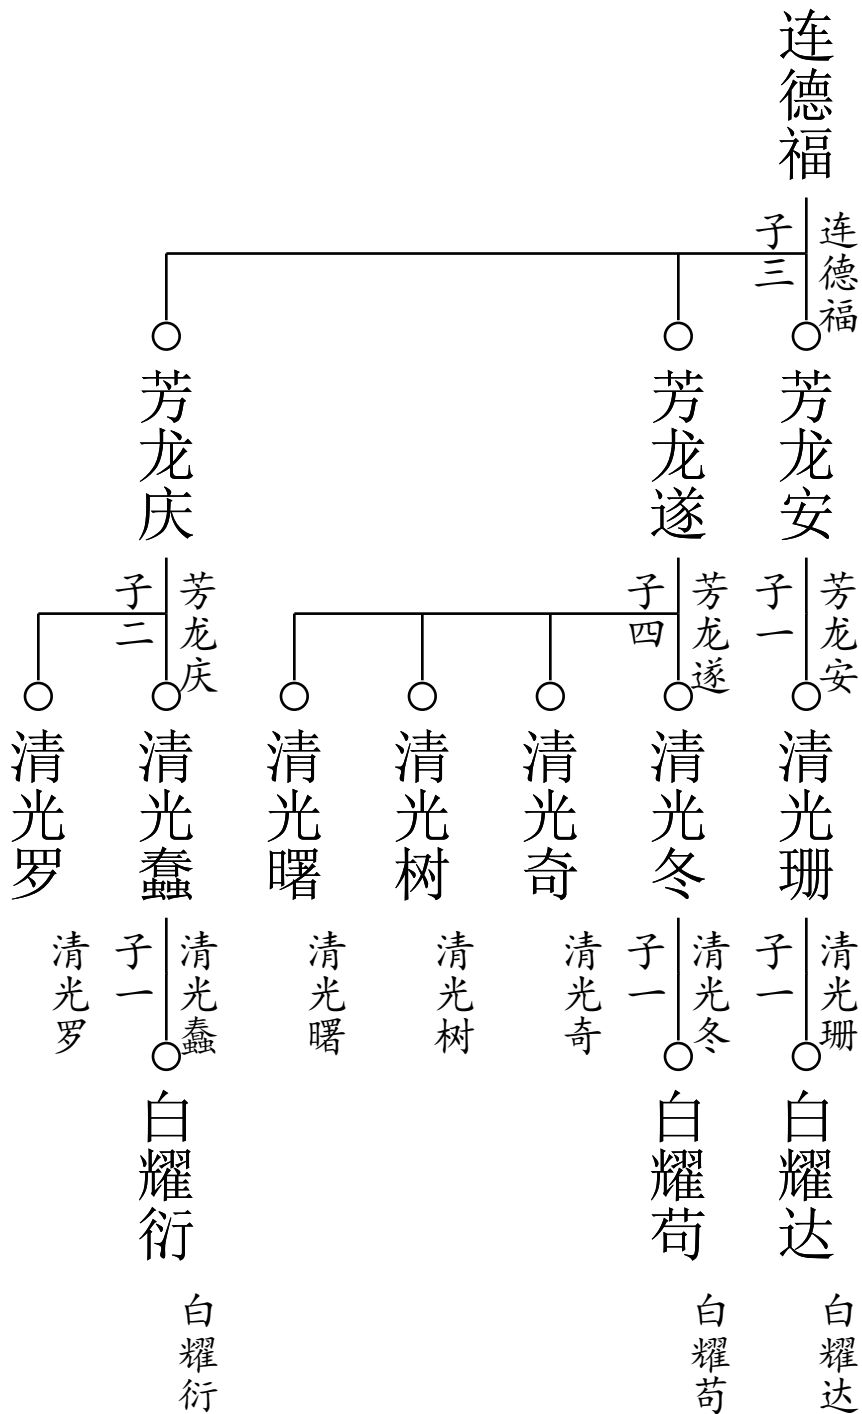 连德福
连德福
子三
芳龙安
芳龙遂
芳龙庆
芳龙安
子一
芳龙遂
子四
芳龙庆
子二
清光珊
清光冬
清光奇
清光树
清光曙
清光蠢
清光罗
清光珊
子一
清光冬
子一
清光奇
清光树
清光曙
清光蠢
子一
清光罗
白耀达
白耀苟
白耀衍
白耀达
白耀苟
白耀衍